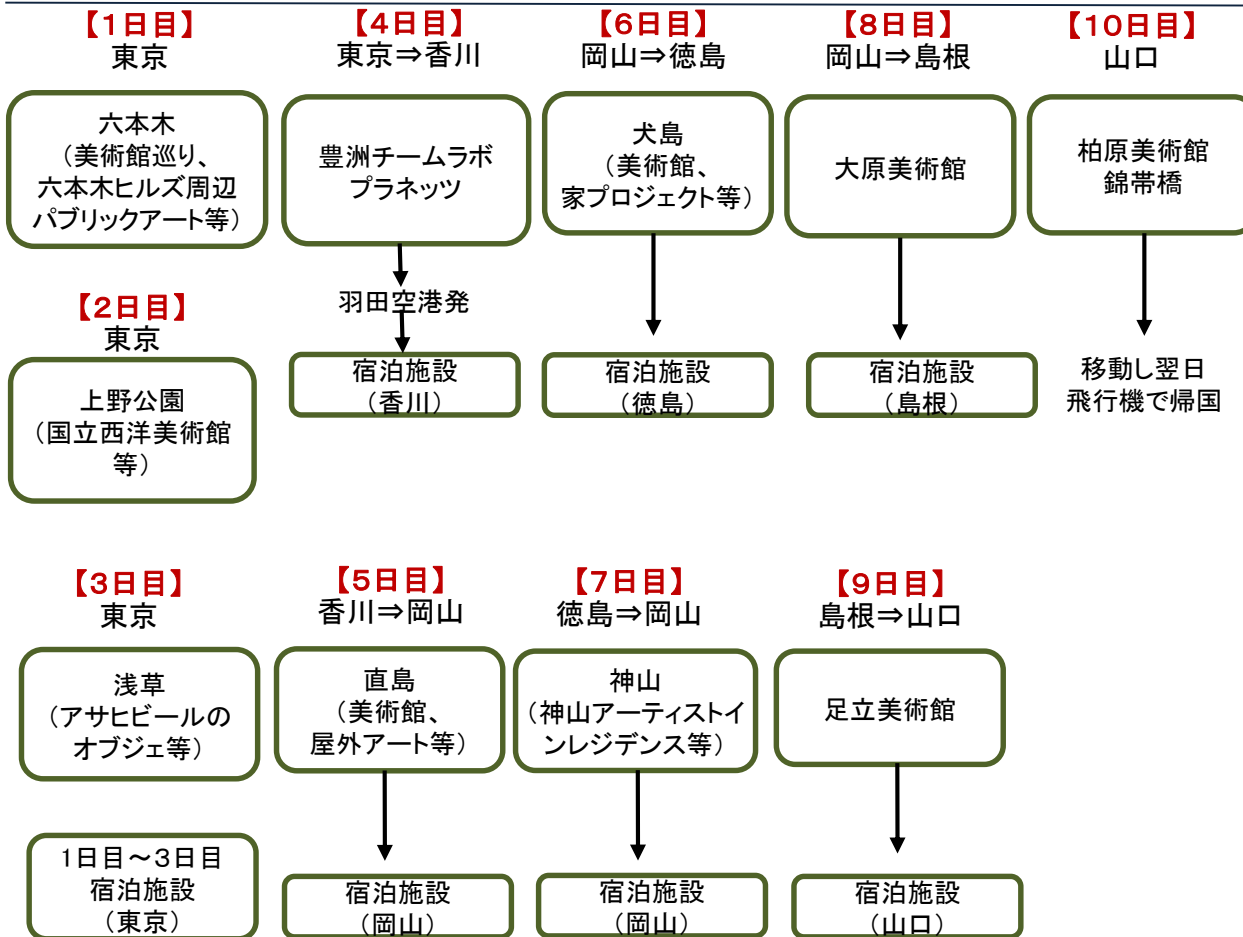 【1日目】
東京
六本木
（美術館巡り、
六本木ヒルズ周辺
パブリックアート等）
【2日目】
東京
上野公園
（国立西洋美術館
等）
【3日目】
東京
浅草
（アサヒビールの
オブジェ等）
1日目～3日目
宿泊施設
（東京）
【4日目】
東京⇒香川
豊洲チームラボ
プラネッツ
羽田空港発
宿泊施設
（香川）
【5日目】
香川⇒岡山
直島
（美術館、
屋外アート等）
宿泊施設
（岡山）
【6日目】
岡山⇒徳島
犬島
（美術館、
家プロジェクト等）
宿泊施設
（徳島）
【7日目】
徳島⇒岡山
神山
（神山アーティストイ
ンレジデンス等）
宿泊施設
（岡山）
【8日目】
岡山⇒島根
大原美術館
宿泊施設
（島根）
【9日目】
島根⇒山口
足立美術館
宿泊施設
（山口）
【10日目】
山口
柏原美術館
錦帯橋
移動し翌日
飛行機で帰国